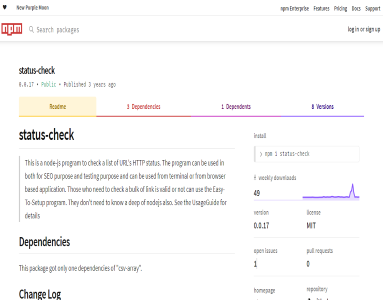 New Purple Moon
npm Enterprise Features Pricing Docs Support
npm
Search packages
log in or sign up
status-check
0.0.17 • Public • Published 3 years ago
Readme
3 Dependencies
1 Dependents
8 Versions
status-check
This is a node-js program to check a list of URL's HTTP status. The program can be used
both for SEO purpose and testing purpose and can be used from terminal or from browser
based application. Those who need to check a bulk of link is valid or not can use the Easy-
To-Setup program. They don't need to know a deep of nodejs also. See the UsageGuide for
details
Dependencies
This package got only one dependencies of "csv-array".
Change Log
install
> npm i status-check
weekly downloads
49
version
license
0.0.17
MIT
open issues
pull requests
1
0
homepage
repository